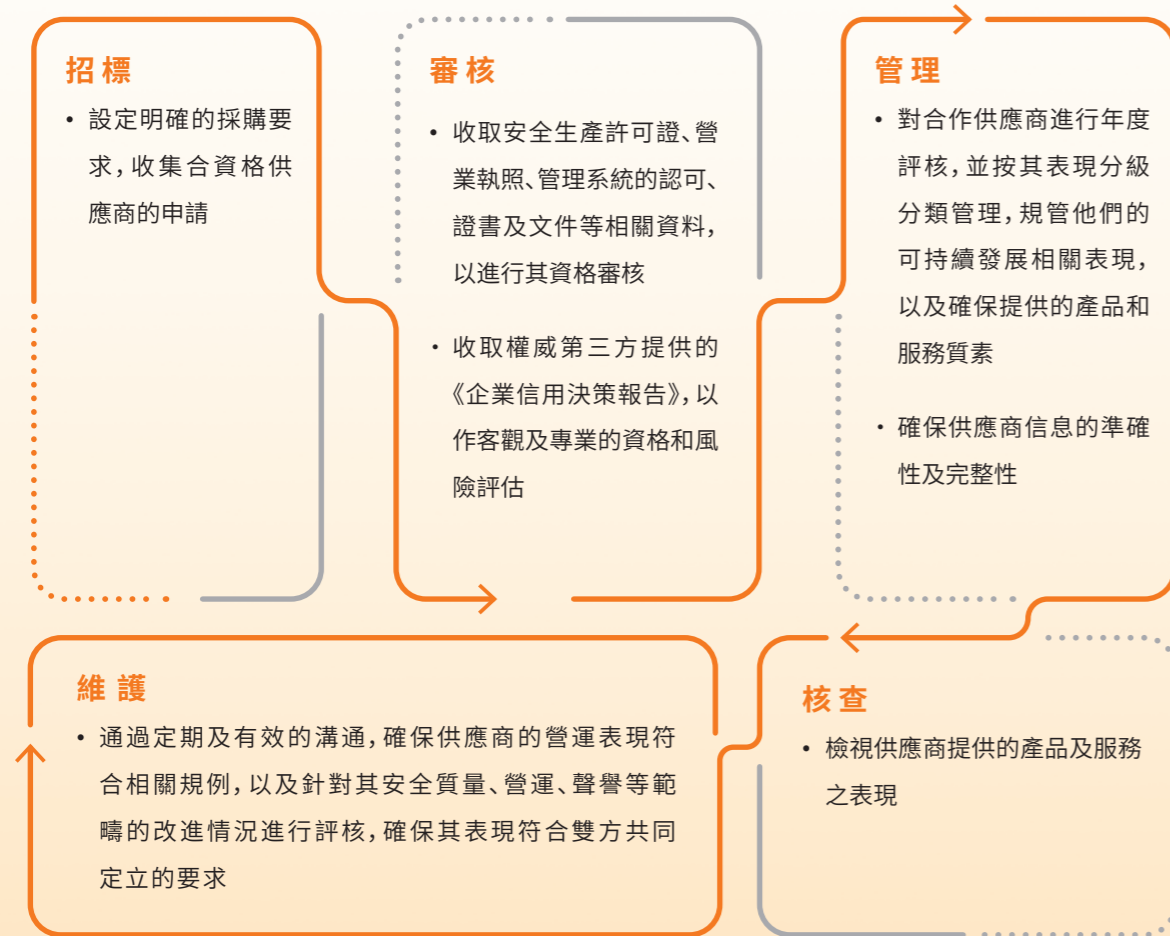 招標
• 設定明確的採購要
求，收集合資格供
應商的申請
審核
• 收取安全生產許可證、營
業執照、管理系統的認可、
證書及文件等相關資料，
以進行其資格審核
• 收取權威第三方提供的
《企業信用決策報告》，以
作客觀及專業的資格和風
險評估
管理
• 對合作供應商進行年度
評核，並按其表現分級
分類管理，規管他們的
可持續發展相關表現，
以及確保提供的產品和
服務質素
• 確保供應商信息的準確
性及完整性
維護
• 通過定期及有效的溝通，確保供應商的營運表現符
合相關規例，以及針對其安全質量、營運、聲譽等範
疇的改進情況進行評核，確保其表現符合雙方共同
定立的要求
核查
• 檢視供應商提供的產品及服務
之表現